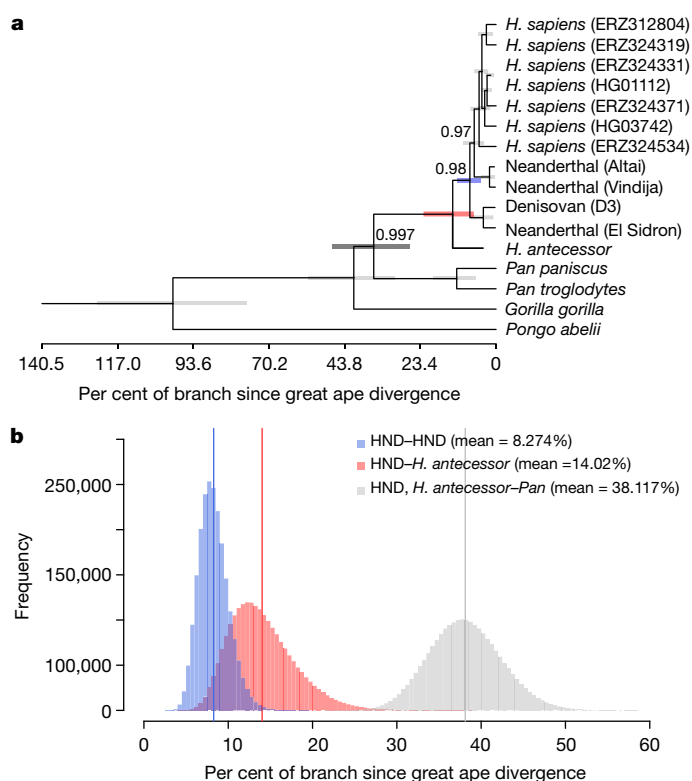 a
H. sapiens (ERZ312804)
H. sapiens (ERZ324319)
H. sapiens (ERZ324331)
H. sapiens (HG01112)
H. sapiens (ERZ324371)
H. sapiens (HG03742)
H. sapiens (ERZ324534)
Neanderthal (Altai)
Neanderthal (Vindija)
Denisovan (D3)
Neanderthal (El Sidron)
H. antecessor
Pan paniscus
Pan troglodytes
Gorilla gorilla
Pongo abelii
0.97
0.98
0.997
140.5 117.0 93.6 70.2 43.8 23.4 0
Per cent of branch since great ape divergence
b
HND–HND (mean = 8.274%)
HND–H. antecessor (mean =14.02%)
HND, H. antecessor–Pan (mean = 38.117%)
Frequency
250,000
150,000
100,000
0
0 10 20 30 40 50 60
Per cent of branch since great ape divergence